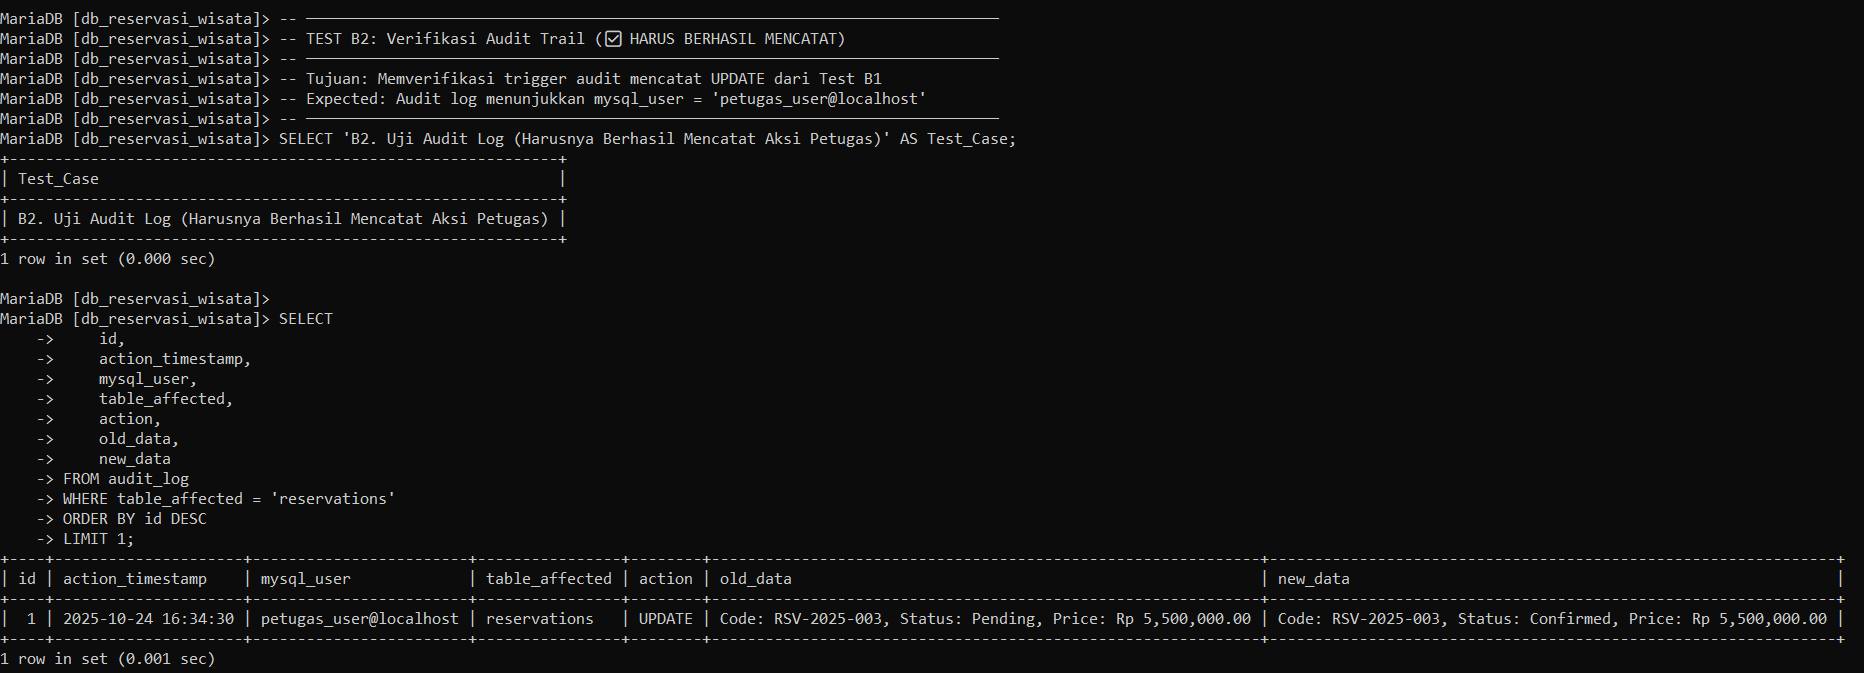 MariaDB [db_reservasi_wisata]> -- ─────────────────────────────────────────────────────────────────────────────
MariaDB [db_reservasi_wisata]> -- TEST B2: Verifikasi Audit Trail (☑ HARUS BERHASIL MENCATAT)
MariaDB [db_reservasi_wisata]> -- ─────────────────────────────────────────────────────────────────────────────
MariaDB [db_reservasi_wisata]> -- Tujuan: Memverifikasi trigger audit mencatat UPDATE dari Test B1
MariaDB [db_reservasi_wisata]> -- Expected: Audit log menunjukkan mysql_user = 'petugas_user@localhost'
MariaDB [db_reservasi_wisata]> -- ─────────────────────────────────────────────────────────────────────────────
MariaDB [db_reservasi_wisata]> SELECT 'B2. Uji Audit Log (Harusnya Berhasil Mencatat Aksi Petugas)' AS Test_Case;
+-------------------------------------------------------------+
| Test_Case                                                   |
+-------------------------------------------------------------+
| B2. Uji Audit Log (Harusnya Berhasil Mencatat Aksi Petugas) |
+-------------------------------------------------------------+
1 row in set (0.000 sec)

MariaDB [db_reservasi_wisata]>
MariaDB [db_reservasi_wisata]> SELECT
    ->     id,
    ->     action_timestamp,
    ->     mysql_user,
    ->     table_affected,
    ->     action,
    ->     old_data,
    ->     new_data
    -> FROM audit_log
    -> WHERE table_affected = 'reservations'
    -> ORDER BY id DESC
    -> LIMIT 1;
+----+---------------------+------------------------+----------------+--------+-------------------------------------------------------------+---------------------------------------------------------------+
| id | action_timestamp    | mysql_user             | table_affected | action | old_data                                                    | new_data                                                      |
+----+---------------------+------------------------+----------------+--------+-------------------------------------------------------------+---------------------------------------------------------------+
|  1 | 2025-10-24 16:34:30 | petugas_user@localhost | reservations   | UPDATE | Code: RSV-2025-003, Status: Pending, Price: Rp 5,500,000.00 | Code: RSV-2025-003, Status: Confirmed, Price: Rp 5,500,000.00 |
+----+---------------------+------------------------+----------------+--------+-------------------------------------------------------------+---------------------------------------------------------------+
1 row in set (0.001 sec)